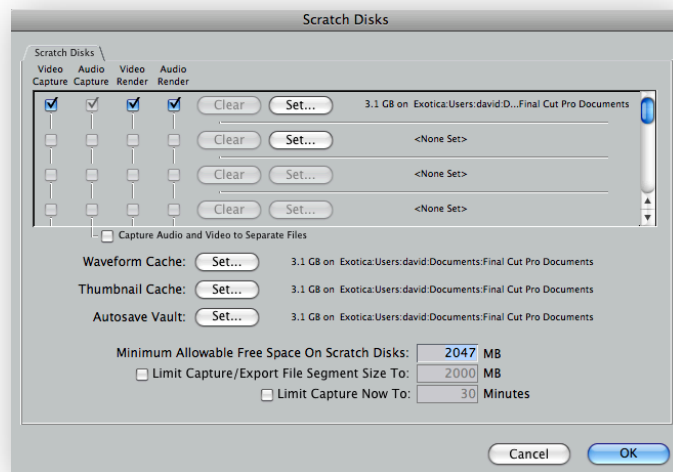 Scratch Disks
Scratch Disks
Video Audio Video Audio
Capture Capture Render Render
Clear Set... 3.1 GB on Exotica:Users:david:D...Final Cut Pro Documents
Clear Set... <None Set>
Clear Set... <None Set>
Clear Set... <None Set>
Capture Audio and Video to Separate Files
Waveform Cache: Set... 3.1 GB on Exotica:Users:david:Documents:Final Cut Pro Documents
Thumbnail Cache: Set... 3.1 GB on Exotica:Users:david:Documents:Final Cut Pro Documents
Autosave Vault: Set... 3.1 GB on Exotica:Users:david:Documents:Final Cut Pro Documents
Minimum Allowable Free Space On Scratch Disks: 2047 MB
Limit Capture/Export File Segment Size To: 2000 MB
Limit Capture Now To: 30 Minutes
Cancel OK